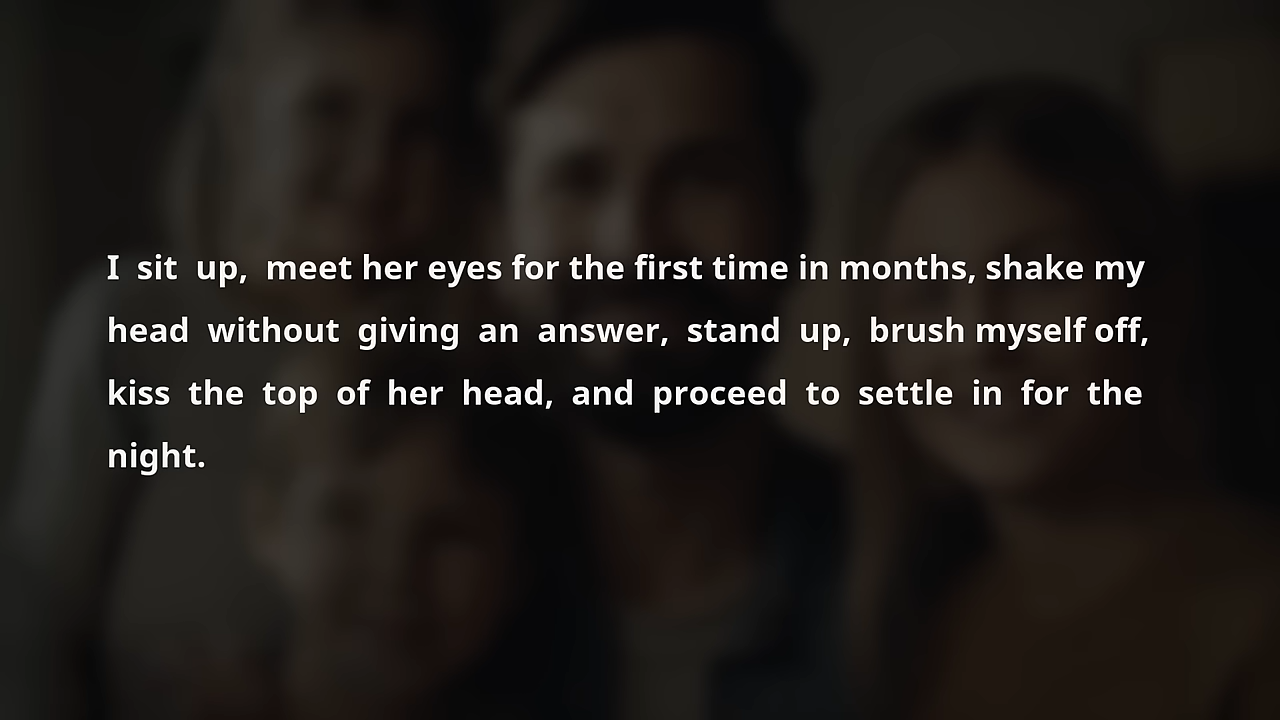 I sit up, meet her eyes for the first time in months, shake my
head without giving an answer, stand up, brush myself off,
kiss the top of her head, and proceed to settle in for the
night.